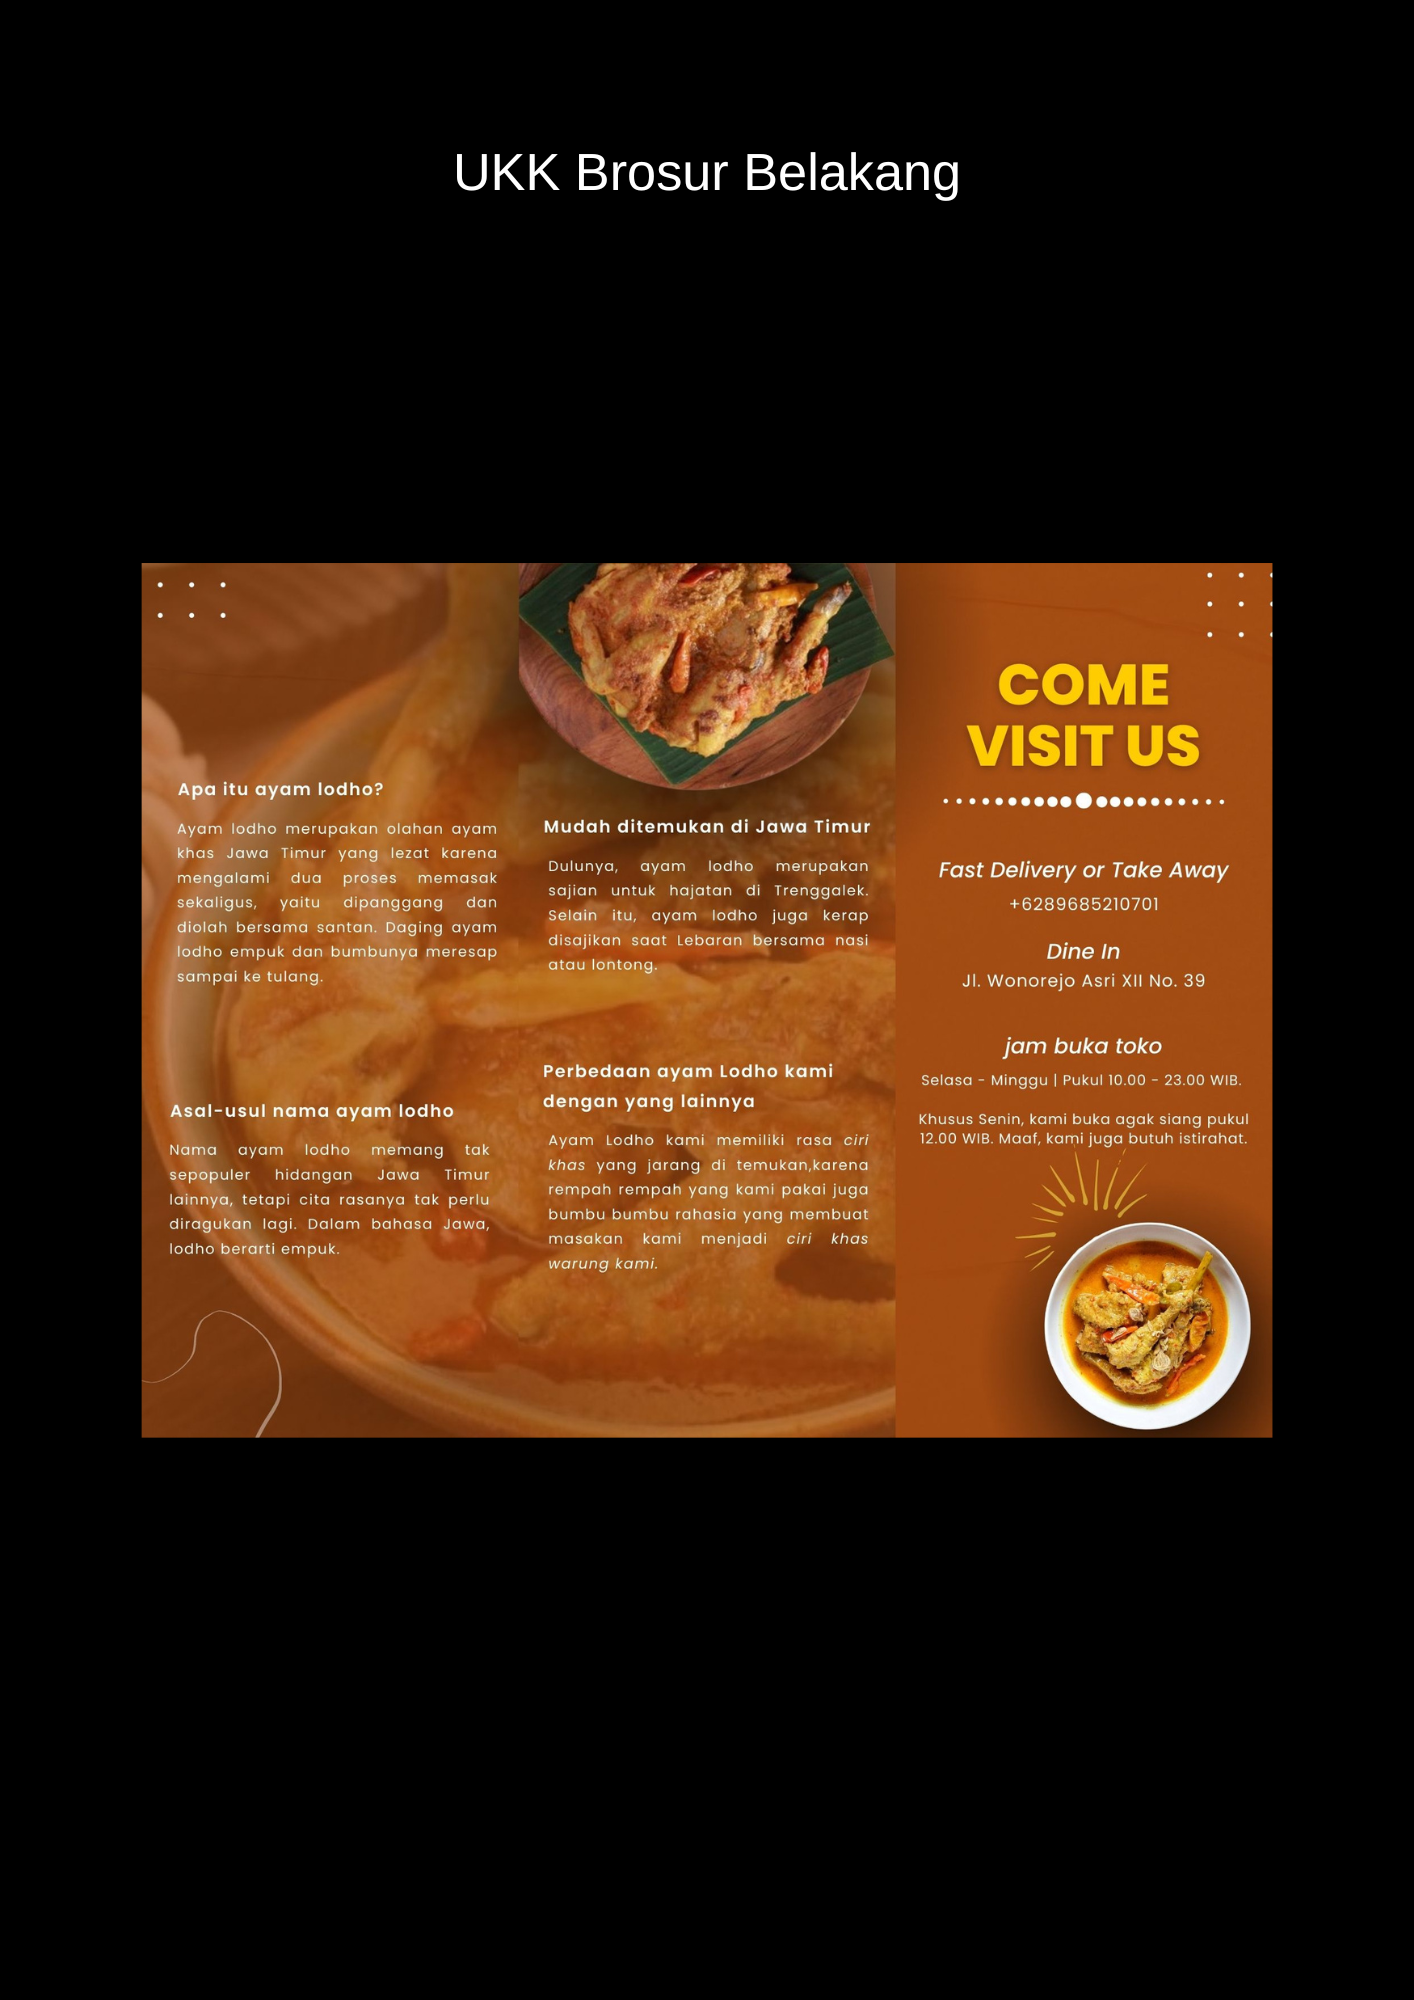 UKK Brosur Belakang
Apa itu ayam lodho?
Ayam lodho merupakan olahan ayam
khas Jawa Timur yang lezat karena
mengalami dua proses memasak
sekaligus, yaitu dipanggang dan
diolah bersama santan. Daging ayam
lodho empuk dan bumbunya meresap
sampai ke tulang.
Asal-usul nama ayam lodho
Nama ayam lodho memang tak
sepopuler hidangan Jawa Timur
lainnya, tetapi cita rasanya tak perlu
diragukan lagi. Dalam bahasa Jawa,
lodho berarti empuk.
Mudah ditemukan di Jawa Timur
Dulunya, ayam lodho merupakan
sajian untuk hajatan di Trenggalek.
Selain itu, ayam lodho juga kerap
disajikan saat Lebaran bersama nasi
atau lontong.
Perbedaan ayam Lodho kami
dengan yang lainnya
Ayam Lodho kami memiliki rasa ciri
khas yang jarang di temukan,karena
rempah rempah yang kami pakai juga
bumbu bumbu rahasia yang membuat
masakan kami menjadi ciri khas
warung kami.
COME
VISIT US
Fast Delivery or Take Away
+6289685210701
Dine In
Jl. Wonorejo Asri XII No. 39
jam buka toko
Selasa - Minggu | Pukul 10.00 - 23.00 WIB.
Khusus Senin, kami buka agak siang pukul
12.00 WIB. Maaf, kami juga butuh istirahat.